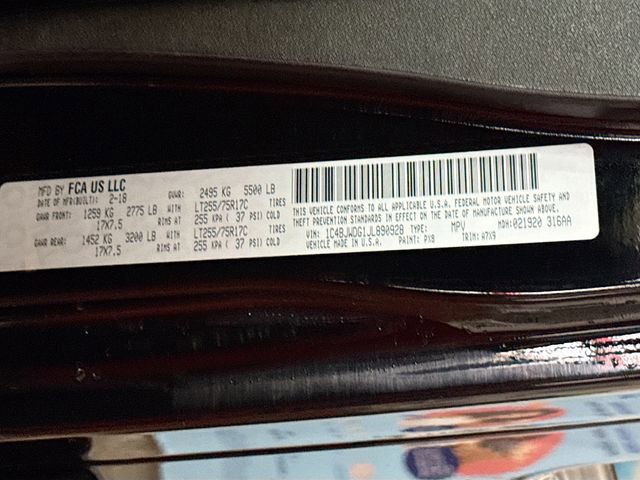 MFD BY FCA US LLC
DATE OF MFR(BUILT): 2-18 GVWR: 2495 KG 5500 LB
GAWR FRONT: 1259 KG 2775 LB WITH LT255/75R17C TIRES
17X7.5 RIMS AT 255 KPA ( 37 PSI) COLD
GAWR REAR: 1452 KG 3200 LB WITH LT255/75R17C TIRES
17X7.5 RIMS AT 255 KPA ( 37 PSI) COLD
THIS VEHICLE CONFORMS TO ALL APPLICABLE U.S.A. FEDERAL MOTOR VEHICLE SAFETY AND
THEFT PREVENTION STANDARDS IN EFFECT ON THE DATE OF MANUFACTURE SHOWN ABOVE.
VIN: 1C4BJWDG1JL890928 TYPE: MPV MDH: 021920 316AA
MADE IN U.S.A. PAINT: PX8 TRIM: A7X9